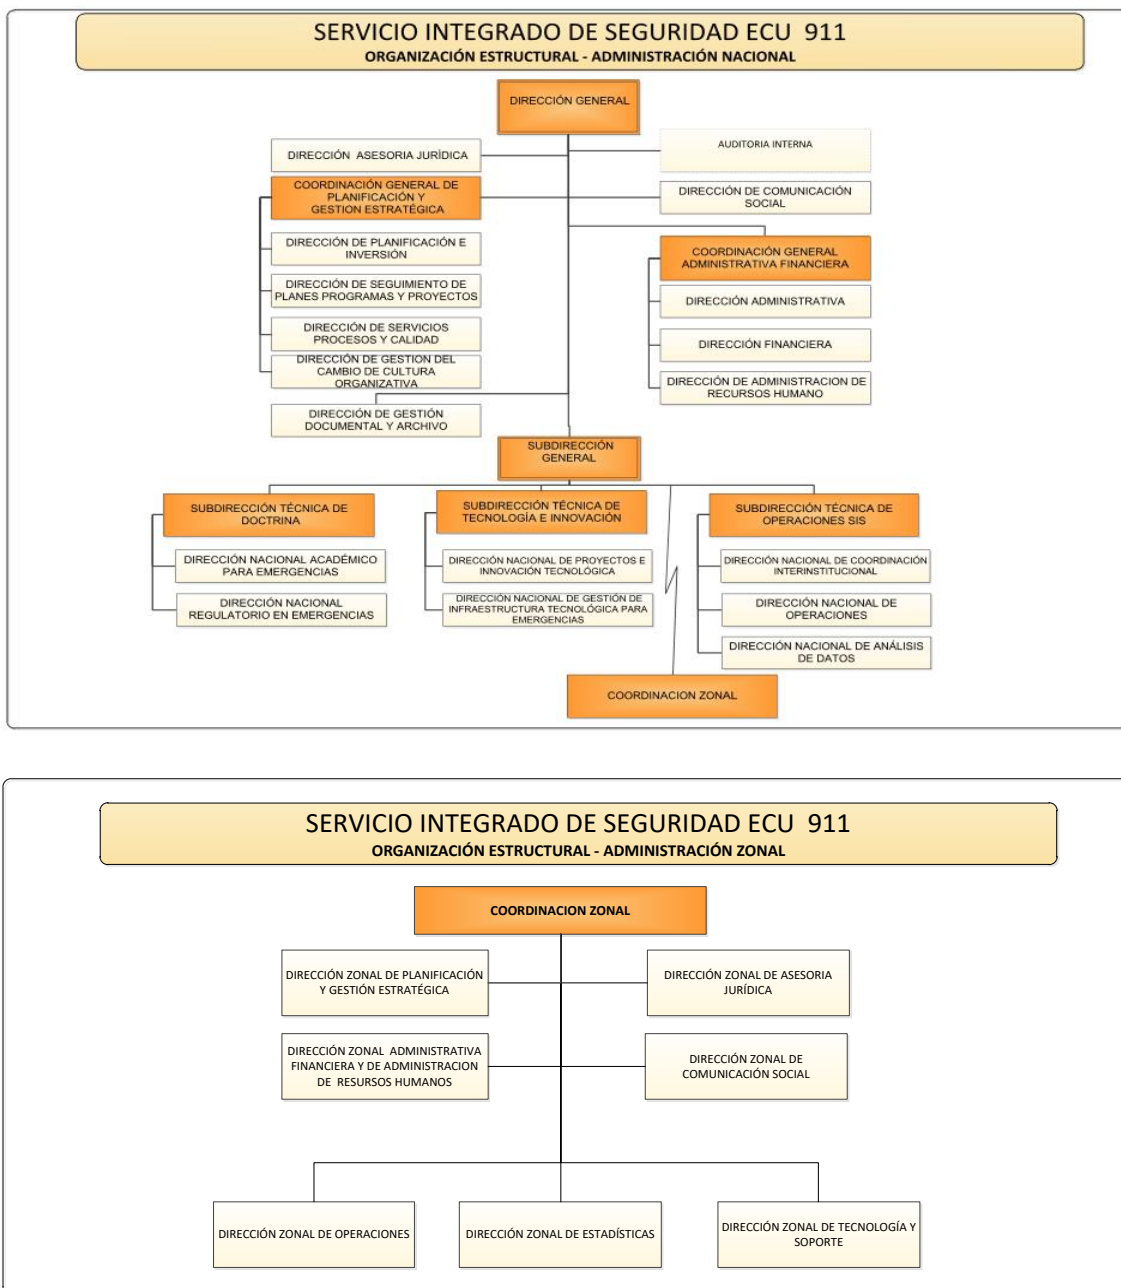 SERVICIO INTEGRADO DE SEGURIDAD ECU 911
ORGANIZACIÓN ESTRUCTURAL - ADMINISTRACIÓN NACIONAL
DIRECCIÓN GENERAL
DIRECCIÓN ASESORIA JURÍDICA
AUDITORIA INTERNA
COORDINACIÓN GENERAL DE
PLANIFICACIÓN Y
GESTION ESTRATÉGICA
DIRECCIÓN DE COMUNICACIÓN
SOCIAL
DIRECCIÓN DE PLANIFICACIÓN E
INVERSIÓN
COORDINACIÓN GENERAL
ADMINISTRATIVA FINANCIERA
DIRECCIÓN DE SEGUIMIENTO DE
PLANES PROGRAMAS Y PROYECTOS
DIRECCIÓN ADMINISTRATIVA
DIRECCIÓN DE SERVICIOS
PROCESOS Y CALIDAD
DIRECCIÓN FINANCIERA
DIRECCIÓN DE GESTION DEL
CAMBIO DE CULTURA
ORGANIZATIVA
DIRECCIÓN DE ADMINISTRACION DE
RECURSOS HUMANO
DIRECCIÓN DE GESTIÓN
DOCUMENTAL Y ARCHIVO
SUBDIRECCIÓN
GENERAL
SUBDIRECCIÓN TÉCNICA DE
DOCTRINA
SUBDIRECCIÓN TÉCNICA DE
TECNOLOGÍA E INNOVACIÓN
SUBDIRECCIÓN TÉCNICA DE
OPERACIONES SIS
DIRECCIÓN NACIONAL ACADÉMICO
PARA EMERGENCIAS
DIRECCIÓN NACIONAL DE PROYECTOS E
INNOVACIÓN TECNOLÓGICA
DIRECCIÓN NACIONAL DE COORDINACIÓN
INTERINSTITUCIONAL
DIRECCIÓN NACIONAL
REGULATORIO EN EMERGENCIAS
DIRECCIÓN NACIONAL DE GESTIÓN DE
INFRAESTRUCTURA TECNOLÓGICA PARA
EMERGENCIAS
DIRECCIÓN NACIONAL DE
OPERACIONES
DIRECCIÓN NACIONAL DE ANÁLISIS
DE DATOS
COORDINACION ZONAL
SERVICIO INTEGRADO DE SEGURIDAD ECU 911
ORGANIZACIÓN ESTRUCTURAL - ADMINISTRACIÓN ZONAL
COORDINACION ZONAL
DIRECCIÓN ZONAL DE PLANIFICACIÓN
Y GESTIÓN ESTRATÉGICA
DIRECCIÓN ZONAL DE ASESORIA
JURÍDICA
DIRECCIÓN ZONAL ADMINISTRATIVA
FINANCIERA Y DE ADMINISTRACION
DE RESURSOS HUMANOS
DIRECCIÓN ZONAL DE
COMUNICACIÓN SOCIAL
DIRECCIÓN ZONAL DE OPERACIONES
DIRECCIÓN ZONAL DE ESTADÍSTICAS
DIRECCIÓN ZONAL DE TECNOLOGÍA Y
SOPORTE